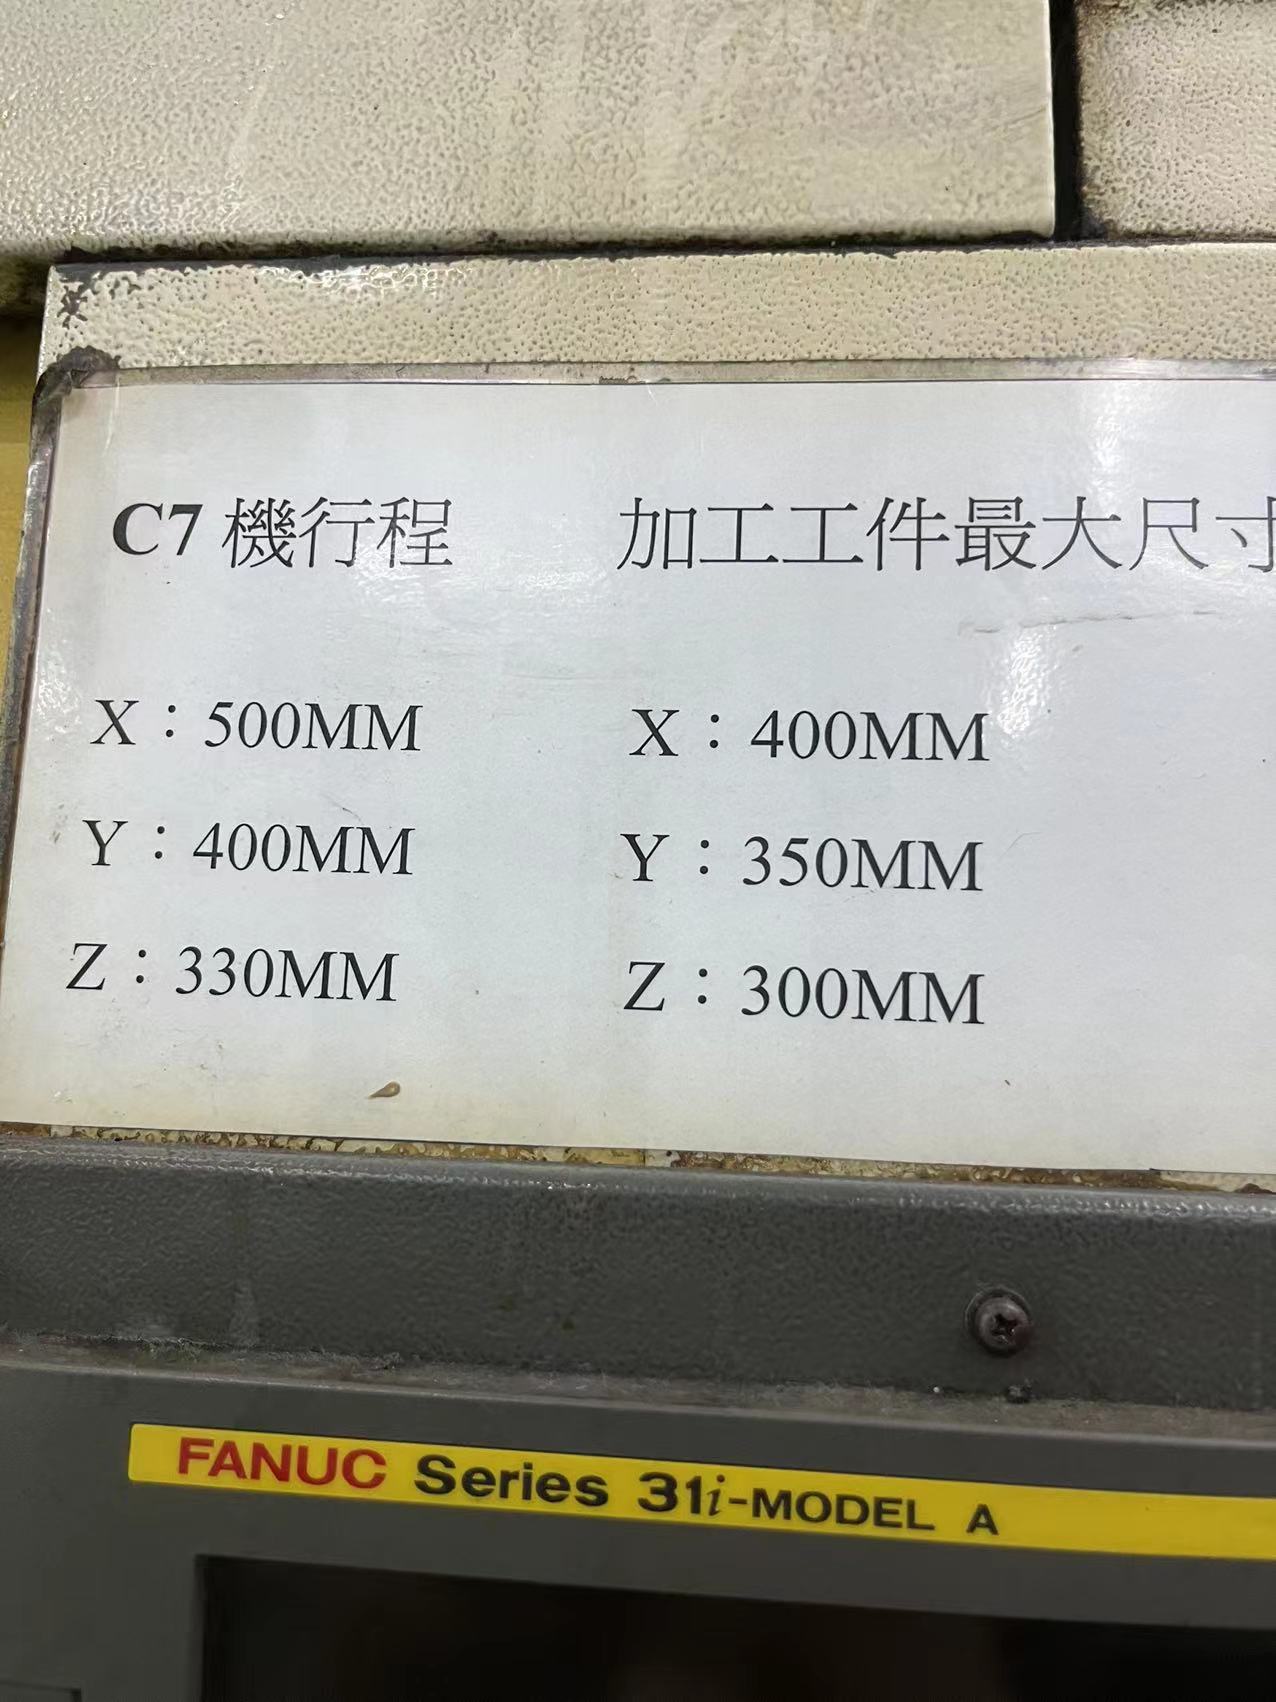 C7 機行程 加工工件最大尺寸
X：500MM X：400MM
Y：400MM Y：350MM
Z：330MM Z：300MM
FANUC Series 31i-MODEL A